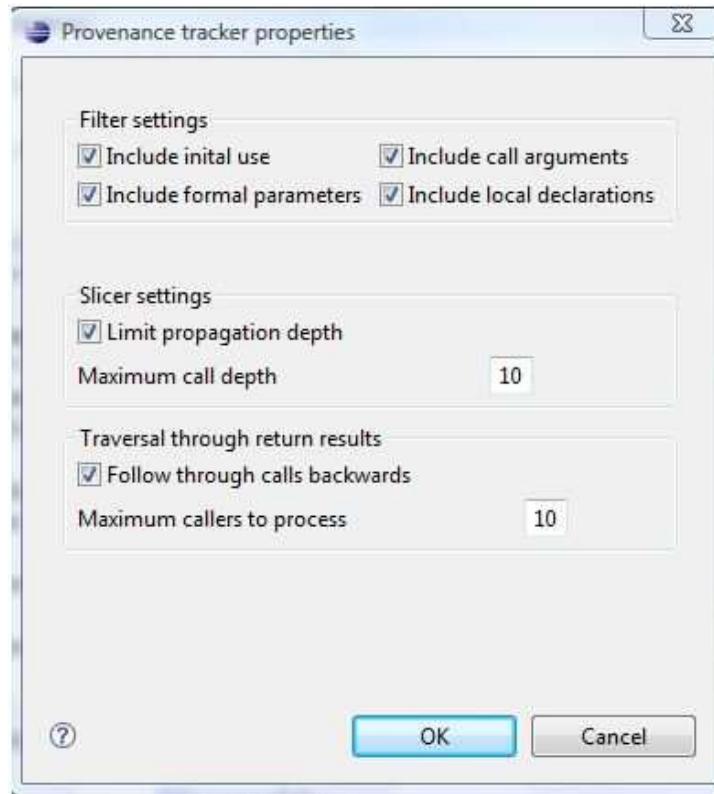 Provenance tracker properties
Filter settings
Include inital use
Include call arguments
Include formal parameters
Include local declarations
Slicer settings
Limit propagation depth
Maximum call depth 10
Traversal through return results
Follow through calls backwards
Maximum callers to process 10
? OK Cancel